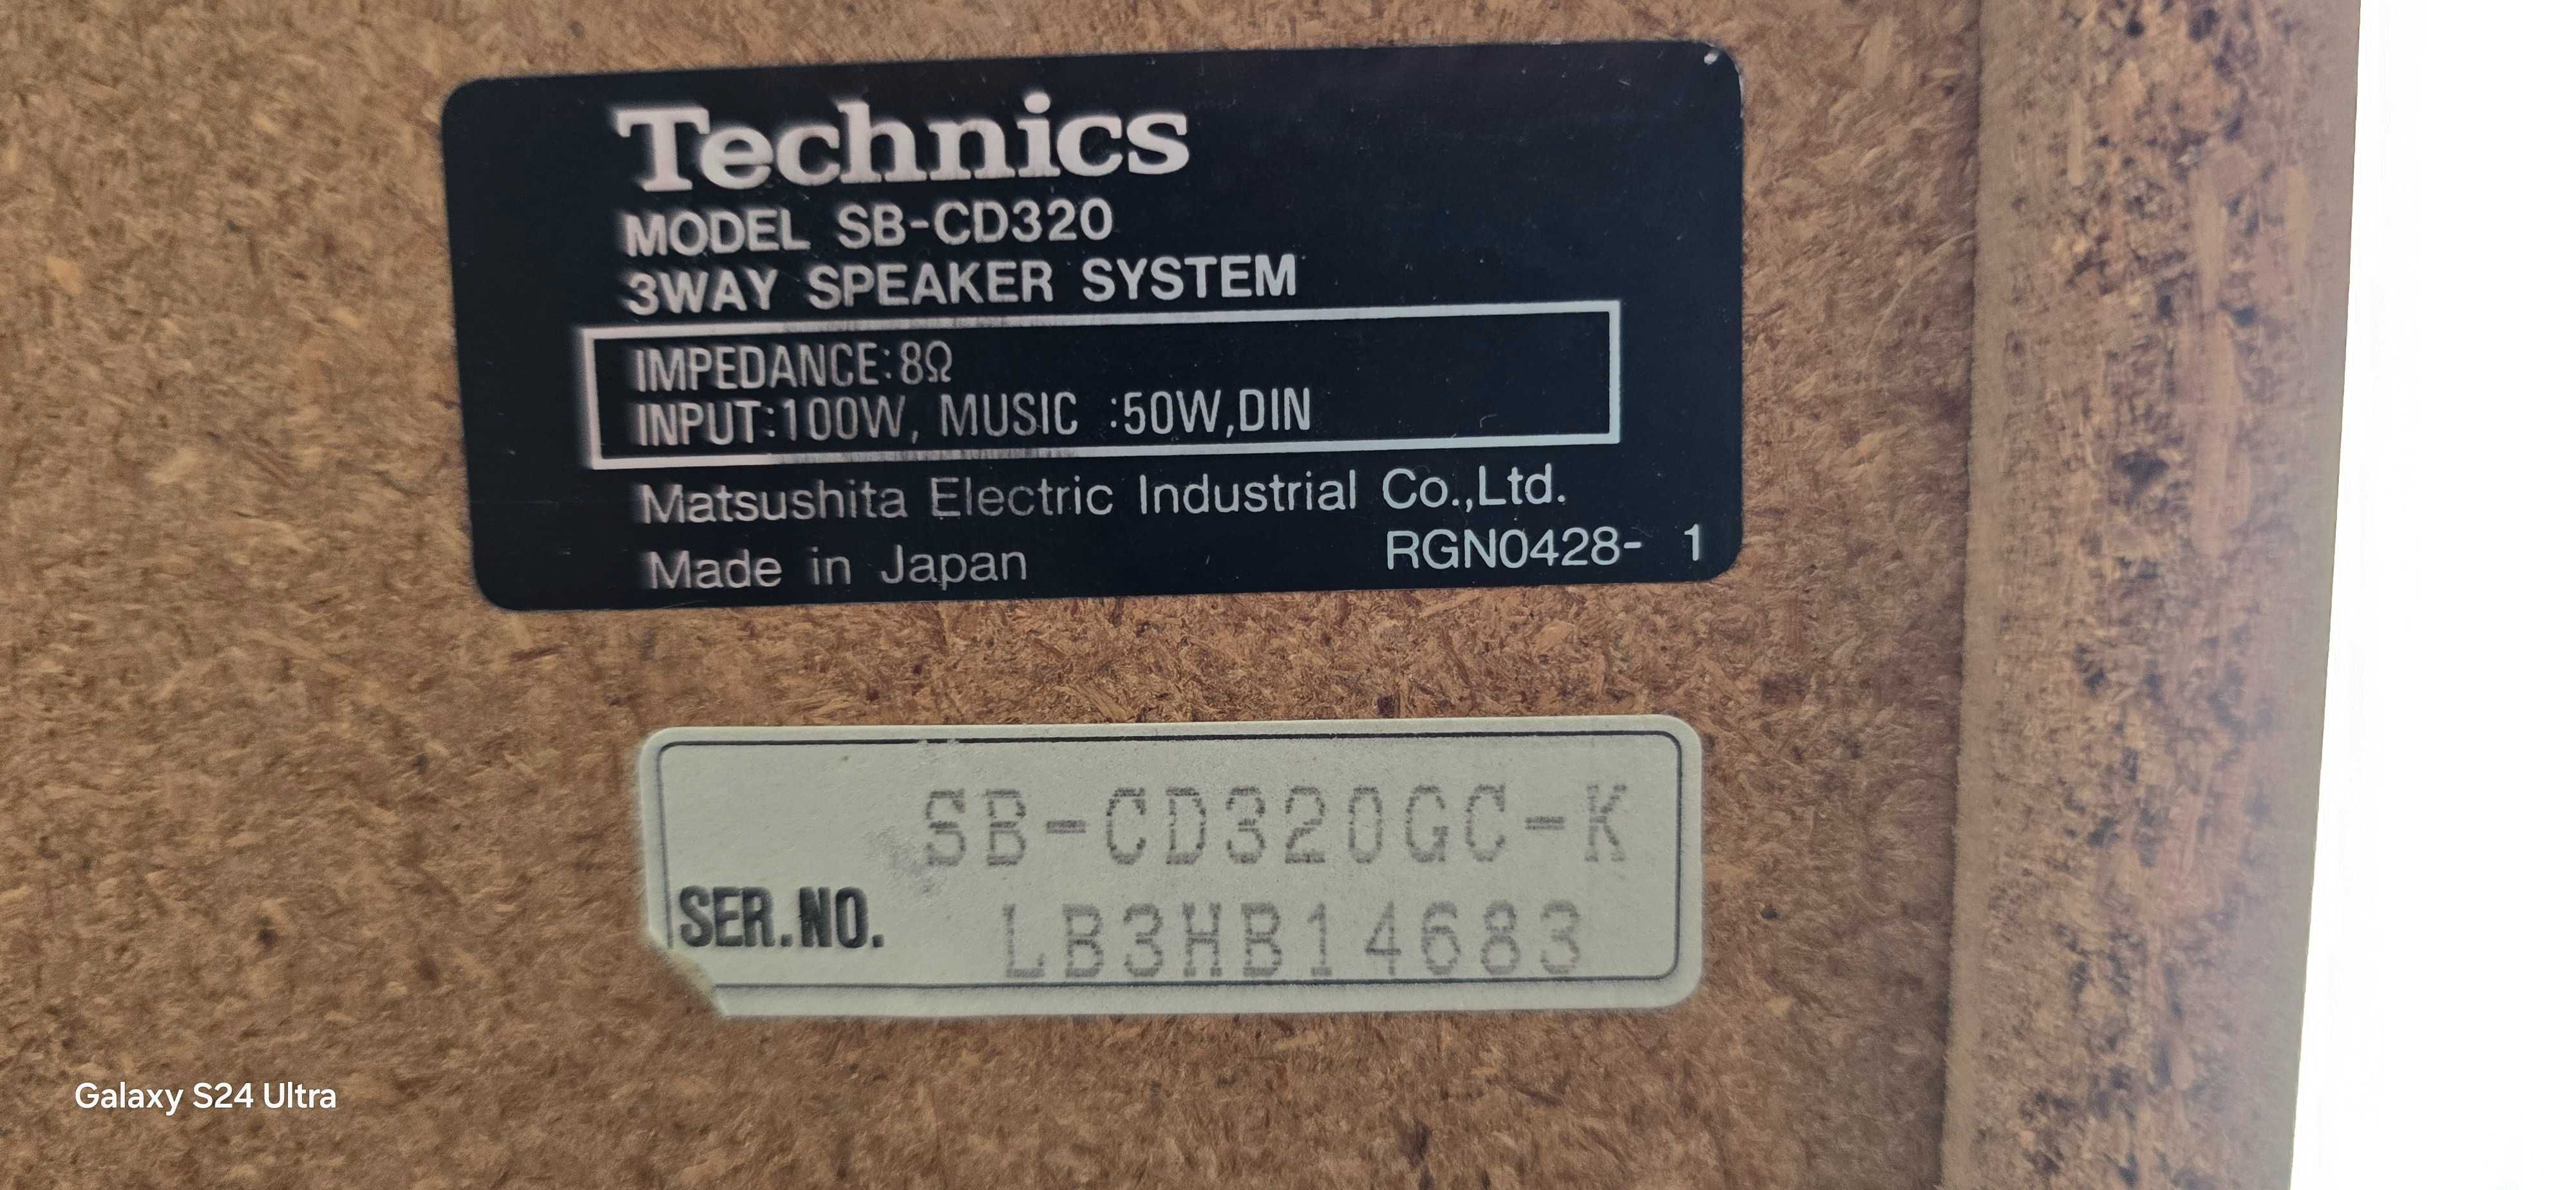 Technics
MODEL SB-CD320
3WAY SPEAKER SYSTEM
IMPEDANCE:8Ω
INPUT:100W, MUSIC :50W,DIN
Matsushita Electric Industrial Co.,Ltd.
Made in Japan RGN0428- 1
SB-CD320GC-K
SER.NO. LB3HB14683
Galaxy S24 Ultra